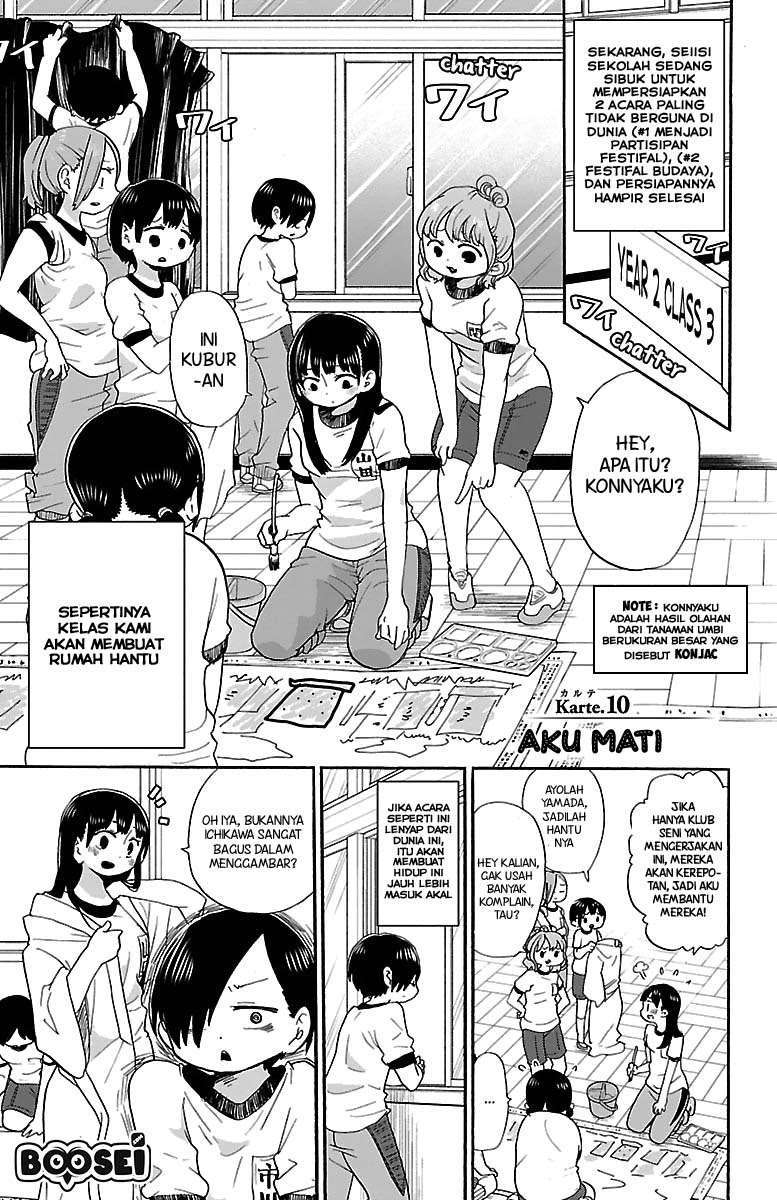 SEKARANG, SEIISI
SEKOLAH SEDANG
SIBUK UNTUK
MEMPERSIAPKAN
2 ACARA PALING
TIDAK BERGUNA DI
DUNIA (#1 MENJADI
PARTISIPAN
FESTIFAL), (#2
FESTIFAL BUDAYA),
DAN PERSIAPANNYA
HAMPIR SELESAI
ワイ
chatter
ワイ
ワイ
YEAR 2 CLASS 3
ワイ
chatter
HEY,
APA ITU?
KONNYAKU?
INI
KUBUR
-AN
山田
SEPERTINYA
KELAS KAMI
AKAN MEMBUAT
RUMAH HANTU
NOTE: KONNYAKU
ADALAH HASIL OLAHAN
DARI TANAMAN UMBI
BERUKURAN BESAR YANG
DISEBUT KONJAC
カルテ
Karte.10
AKU MATI
JIKA
HANYA KLUB
SENI YANG
MENGERJAKAN
INI, MEREKA
AKAN KEREPO-
TAN, JADI AKU
MEMBANTU
MEREKA!
AYOLAH
YAMADA,
JADILAH
HANTU
NYA
HEY KALIAN,
GAK USAH
BANYAK
KOMPLAIN,
TAU?
...
JIKA ACARA
SEPERTI INI
LENYAP DARI
DUNIA INI,
ITU AKAN
MEMBUAT
HIDUP INI
JAUH LEBIH
MASUK AKAL
OH IYA, BUKANNYA
ICHIKAWA SANGAT
BAGUS DALAM
MENGGAMBAR?
市川
BOOSEI